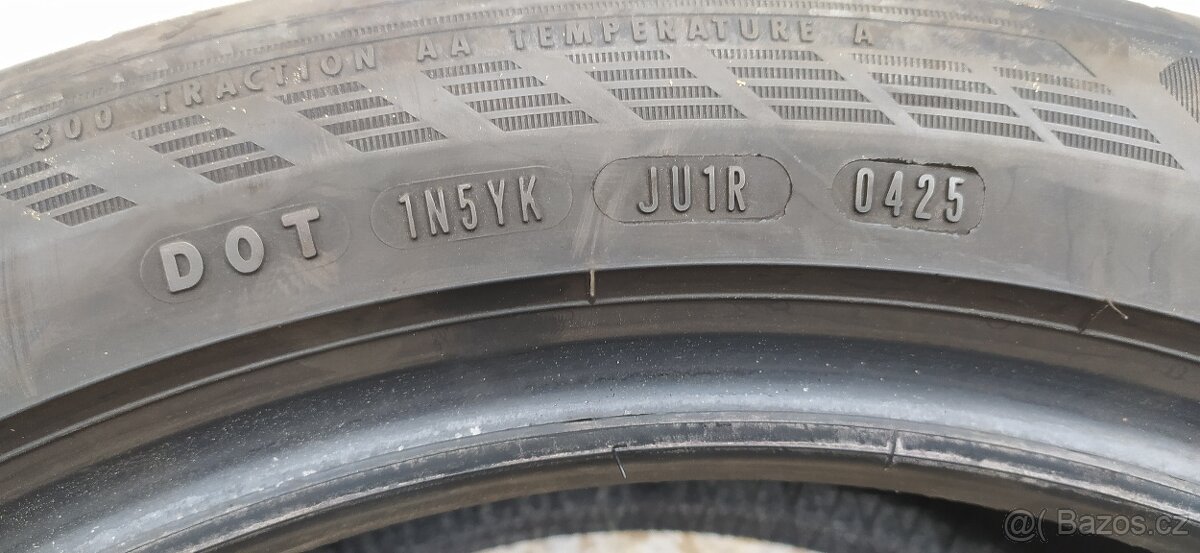 300 TRACTION AA TEMPERATURE A
DOT 1N5YK JU1R 0425
@( Bazos.cz